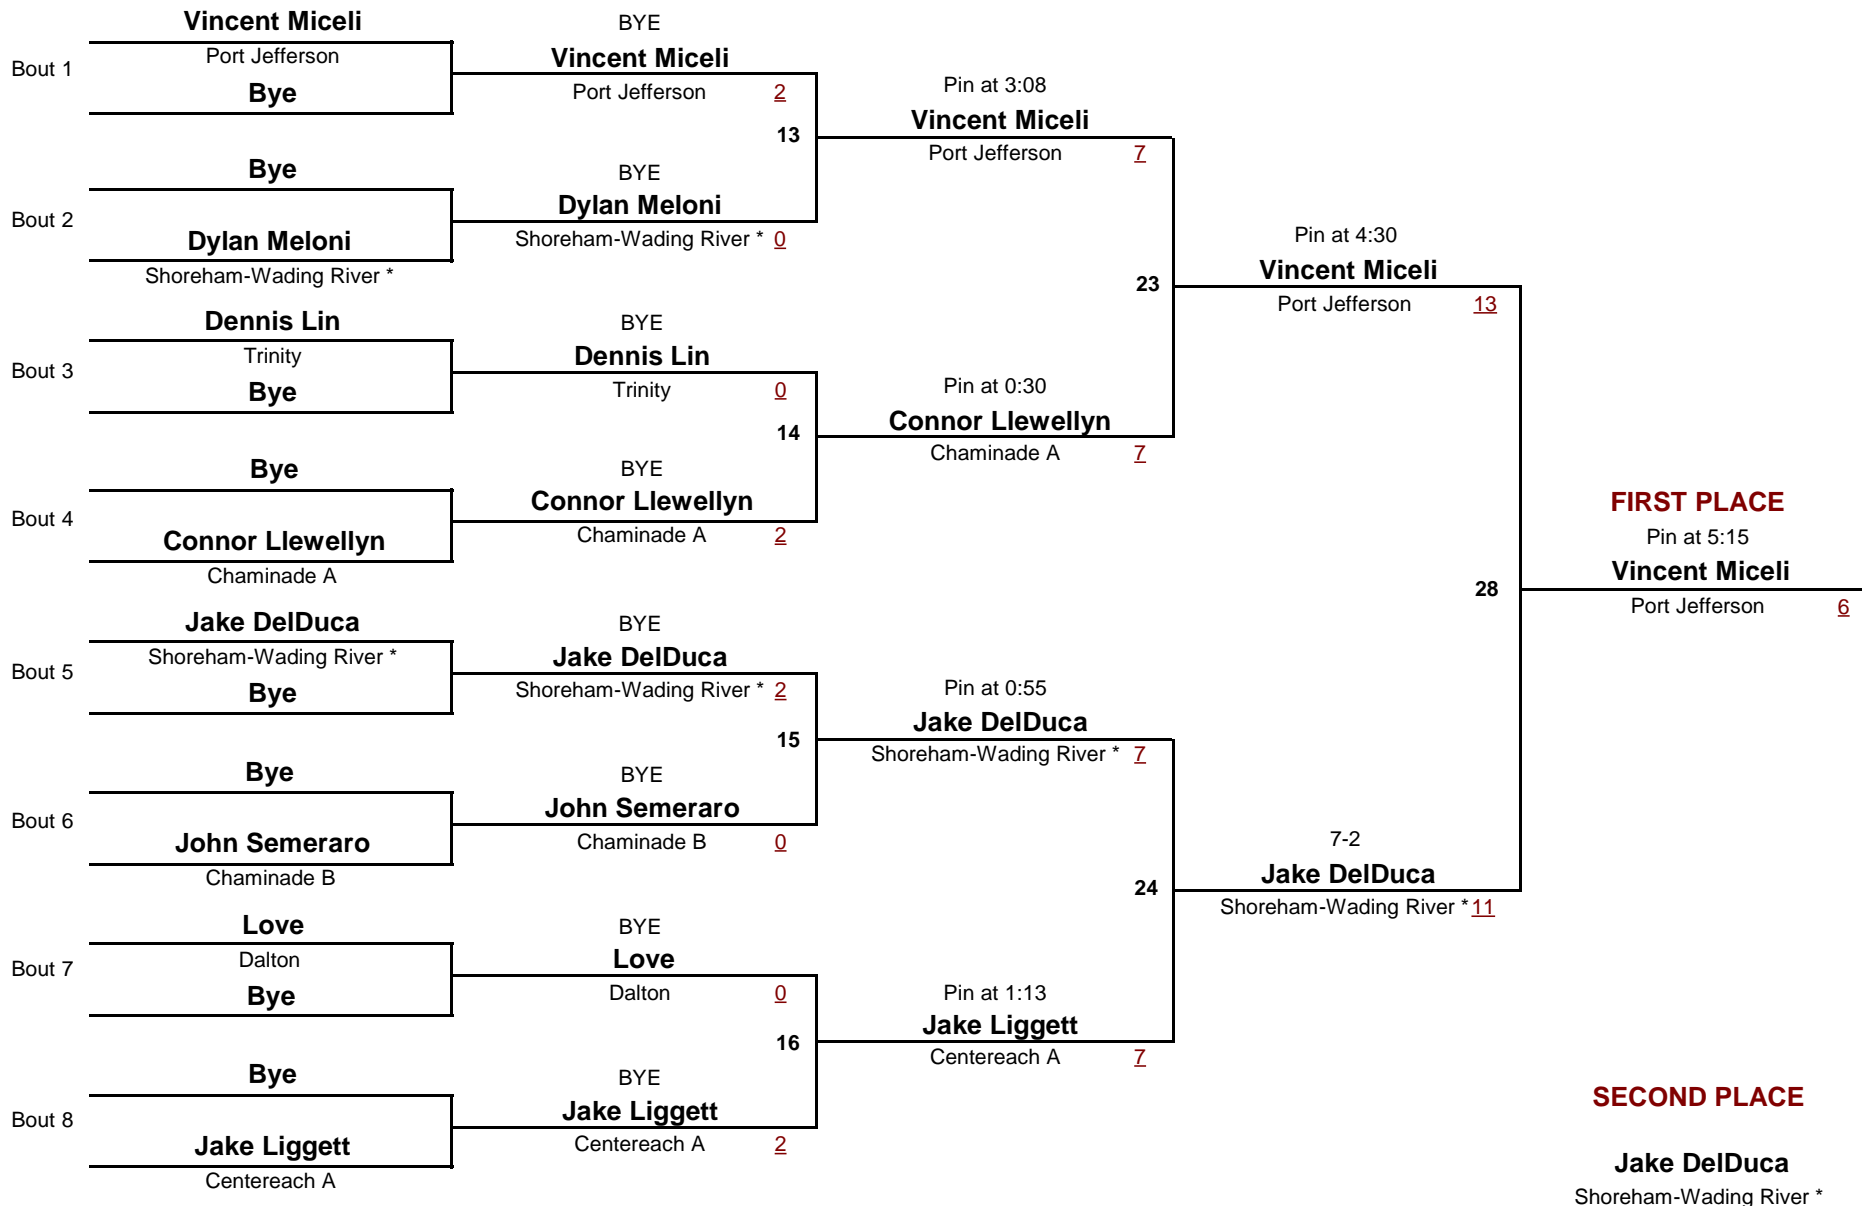 Vincent Miceli
Port Jefferson
Bout 1
Bye
Bye
Bout 2
Dylan Meloni
Shoreham-Wading River *
Dennis Lin
Trinity
Bout 3
Bye
Bye
Bout 4
Connor Llewellyn
Chaminade A
Jake DelDuca
Shoreham-Wading River *
Bout 5
Bye
Bye
Bout 6
John Semeraro
Chaminade B
Love
Dalton
Bout 7
Bye
Bye
Bout 8
Jake Liggett
Centereach A
BYE
Vincent Miceli
Port Jefferson 2
13
BYE
Dylan Meloni
Shoreham-Wading River * 0
BYE
Dennis Lin
Trinity 0
14
BYE
Connor Llewellyn
Chaminade A 2
BYE
Jake DelDuca
Shoreham-Wading River * 2
15
BYE
John Semeraro
Chaminade B 0
BYE
Love
Dalton 0
16
BYE
Jake Liggett
Centereach A 2
Pin at 3:08
Vincent Miceli
Port Jefferson 7
23
Pin at 0:30
Connor Llewellyn
Chaminade A 7
Pin at 0:55
Jake DelDuca
Shoreham-Wading River * 7
24
Pin at 1:13
Jake Liggett
Centereach A 7
Pin at 4:30
Vincent Miceli
Port Jefferson 13
28
7-2
Jake DelDuca
Shoreham-Wading River * 11
FIRST PLACE
Pin at 5:15
Vincent Miceli
Port Jefferson 6
SECOND PLACE
Jake DelDuca
Shoreham-Wading River *